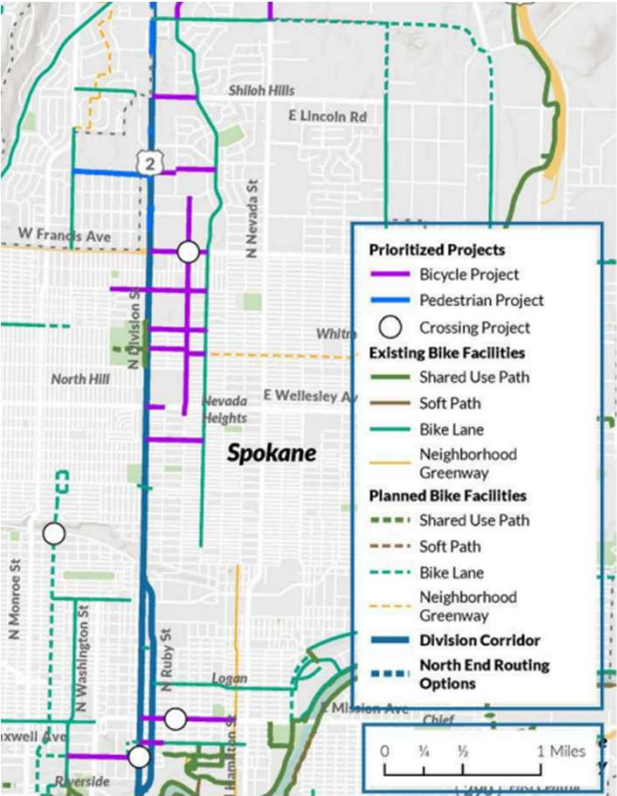 Shiloh Hills
E Lincoln Rd
2
N Nevada St
W Francis Ave
N Division St
Whitm
North Hill
Nevada
Heights
E Wellesley Av
Spokane
N Monroe St
N Washington St
N Ruby St
Logan
E Mission Ave
Chief
N Hamilton St
axwell Ave
Riverside
Prioritized Projects
Bicycle Project
Pedestrian Project
Crossing Project
Existing Bike Facilities
Shared Use Path
Soft Path
Bike Lane
Neighborhood
Greenway
Planned Bike Facilities
Shared Use Path
Soft Path
Bike Lane
Neighborhood
Greenway
Division Corridor
North End Routing
Options
0 ¼ ½ 1 Miles